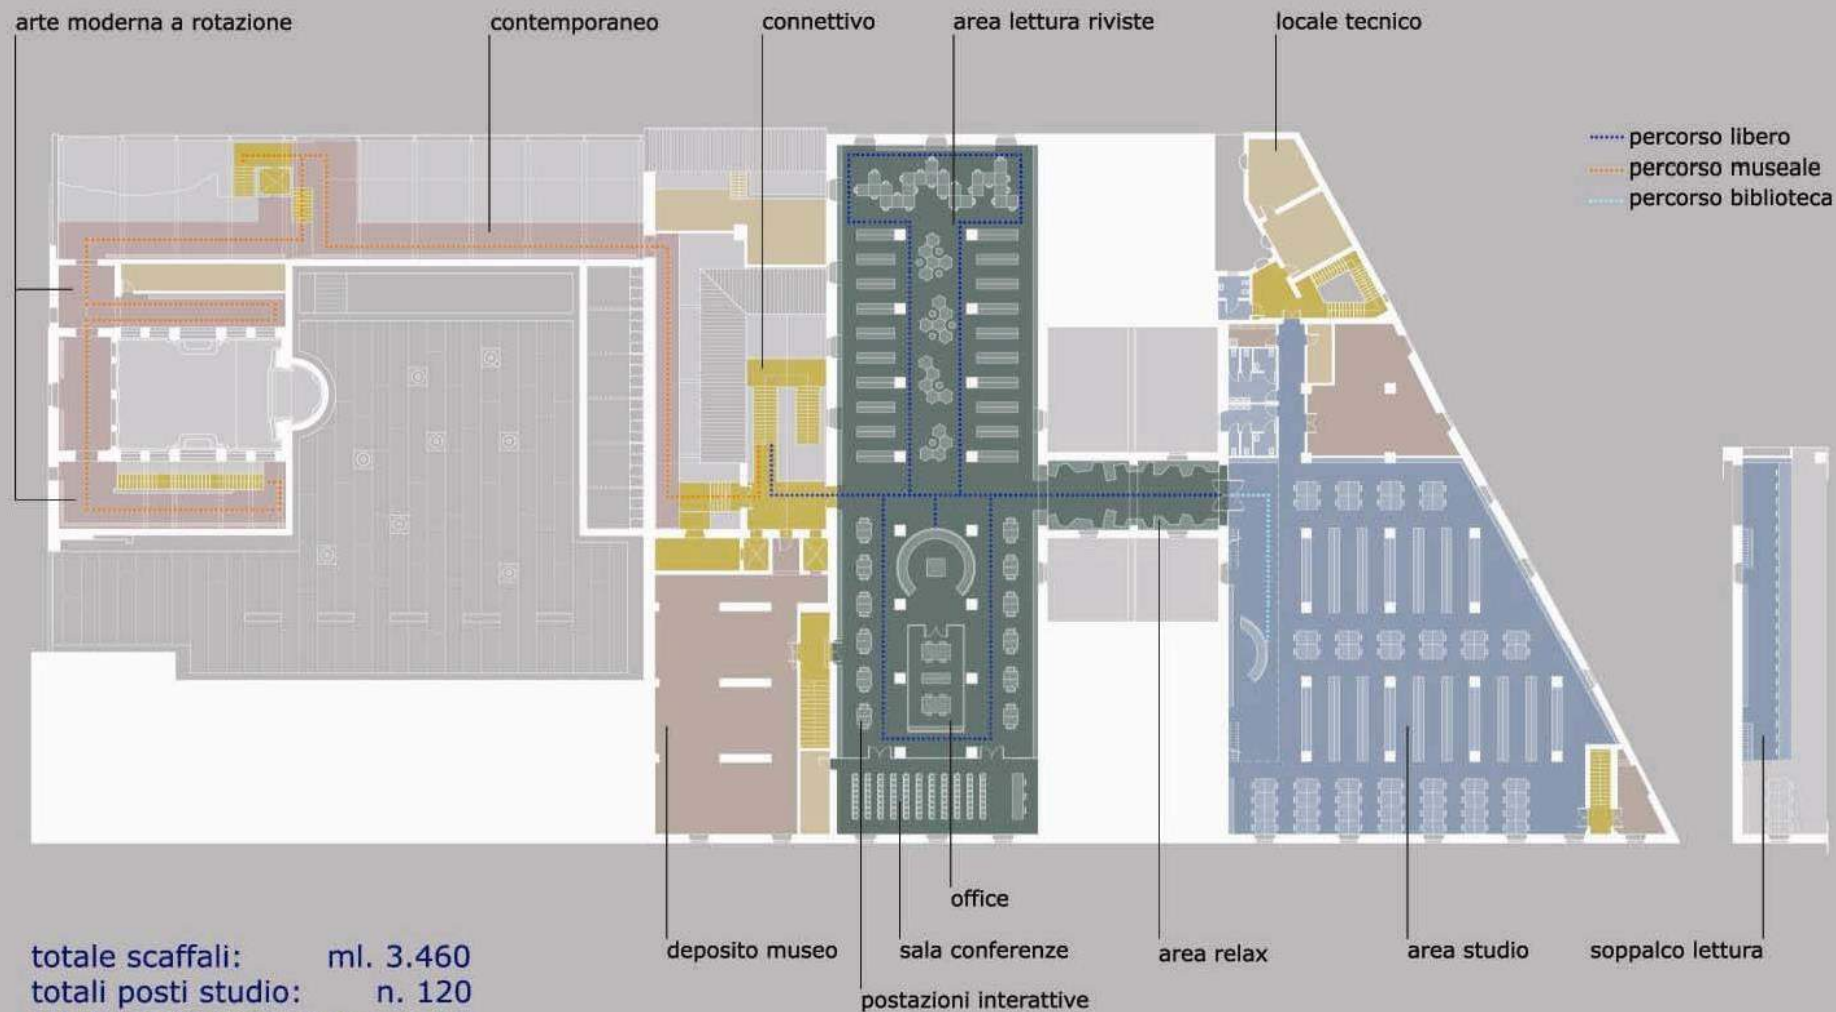 arte moderna a rotazione
contemporaneo
connettivo
area lettura riviste
locale tecnico
percorso libero
percorso museale
percorso biblioteca
office
deposito museo
sala conferenze
area relax
area studio
soppalco lettura
postazioni interattive
totale scaffali: ml. 3.460
totali posti studio: n. 120